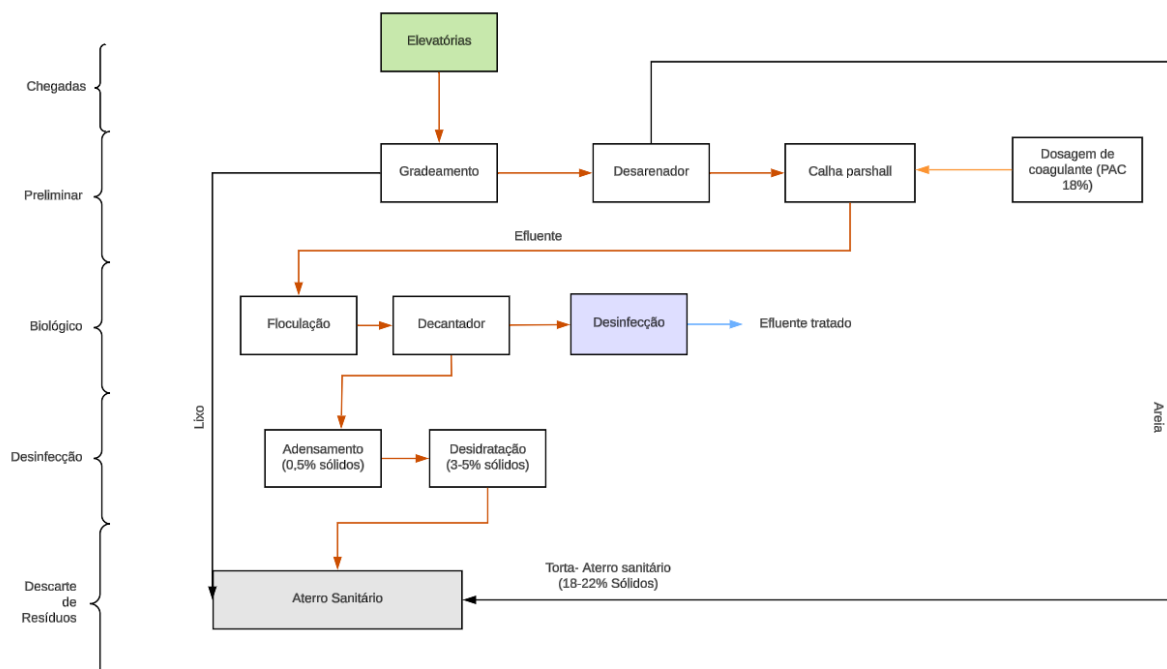 Elevatórias
Chegadas
Gradeamento
Desarenador
Calha parshall
Dosagem de
coagulante (PAC
18%)
Preliminar
Efluente
Biológico
Floculação
Decantador
Desinfecção
Efluente tratado
Lixo
Areia
Desinfecção
Adensamento
(0,5% sólidos)
Desidratação
(3-5% sólidos)
Torta- Aterro sanitário
(18-22% Sólidos)
Descarte
de
Resíduos
Aterro Sanitário